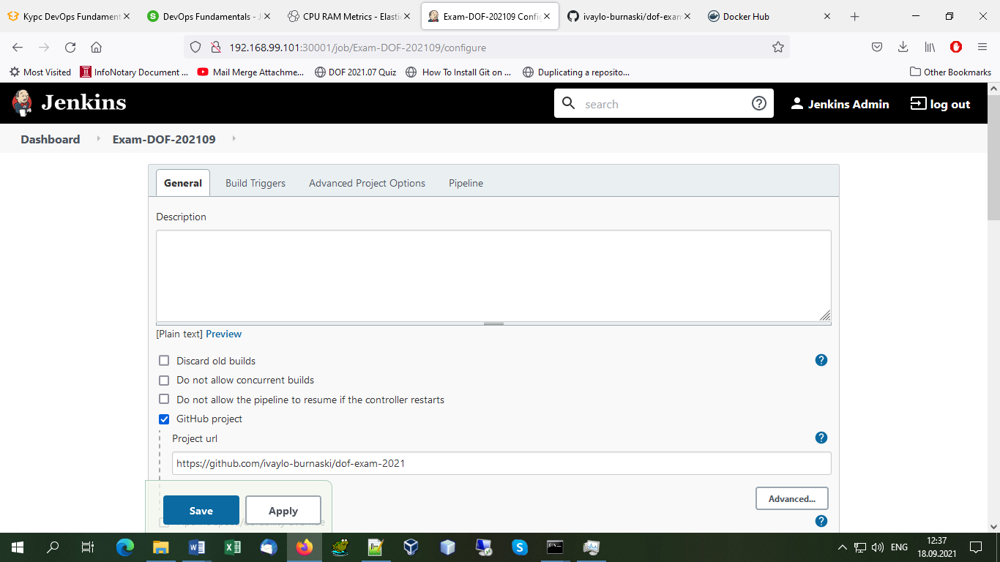 Курс DevOps Fundament
DevOps Fundamentals - J
CPU RAM Metrics - Elastic
Exam-DOF-202109 Config
ivaylo-burnaski/dof-exam
Docker Hub
192.168.99.101:30001/job/Exam-DOF-202109/configure
Most Visited
InfoNotary Document ...
Mail Merge Attachme...
DOF 2021.07 Quiz
How To Install Git on ...
Duplicating a reposito...
Other Bookmarks
Jenkins
search
Jenkins Admin
log out
Dashboard
Exam-DOF-202109
General
Build Triggers
Advanced Project Options
Pipeline
Description
[Plain text] Preview
Discard old builds
Do not allow concurrent builds
Do not allow the pipeline to resume if the controller restarts
GitHub project
Project url
https://github.com/ivaylo-burnaski/dof-exam-2021
Advanced...
Save
Apply
ENG
12:37
18.09.2021